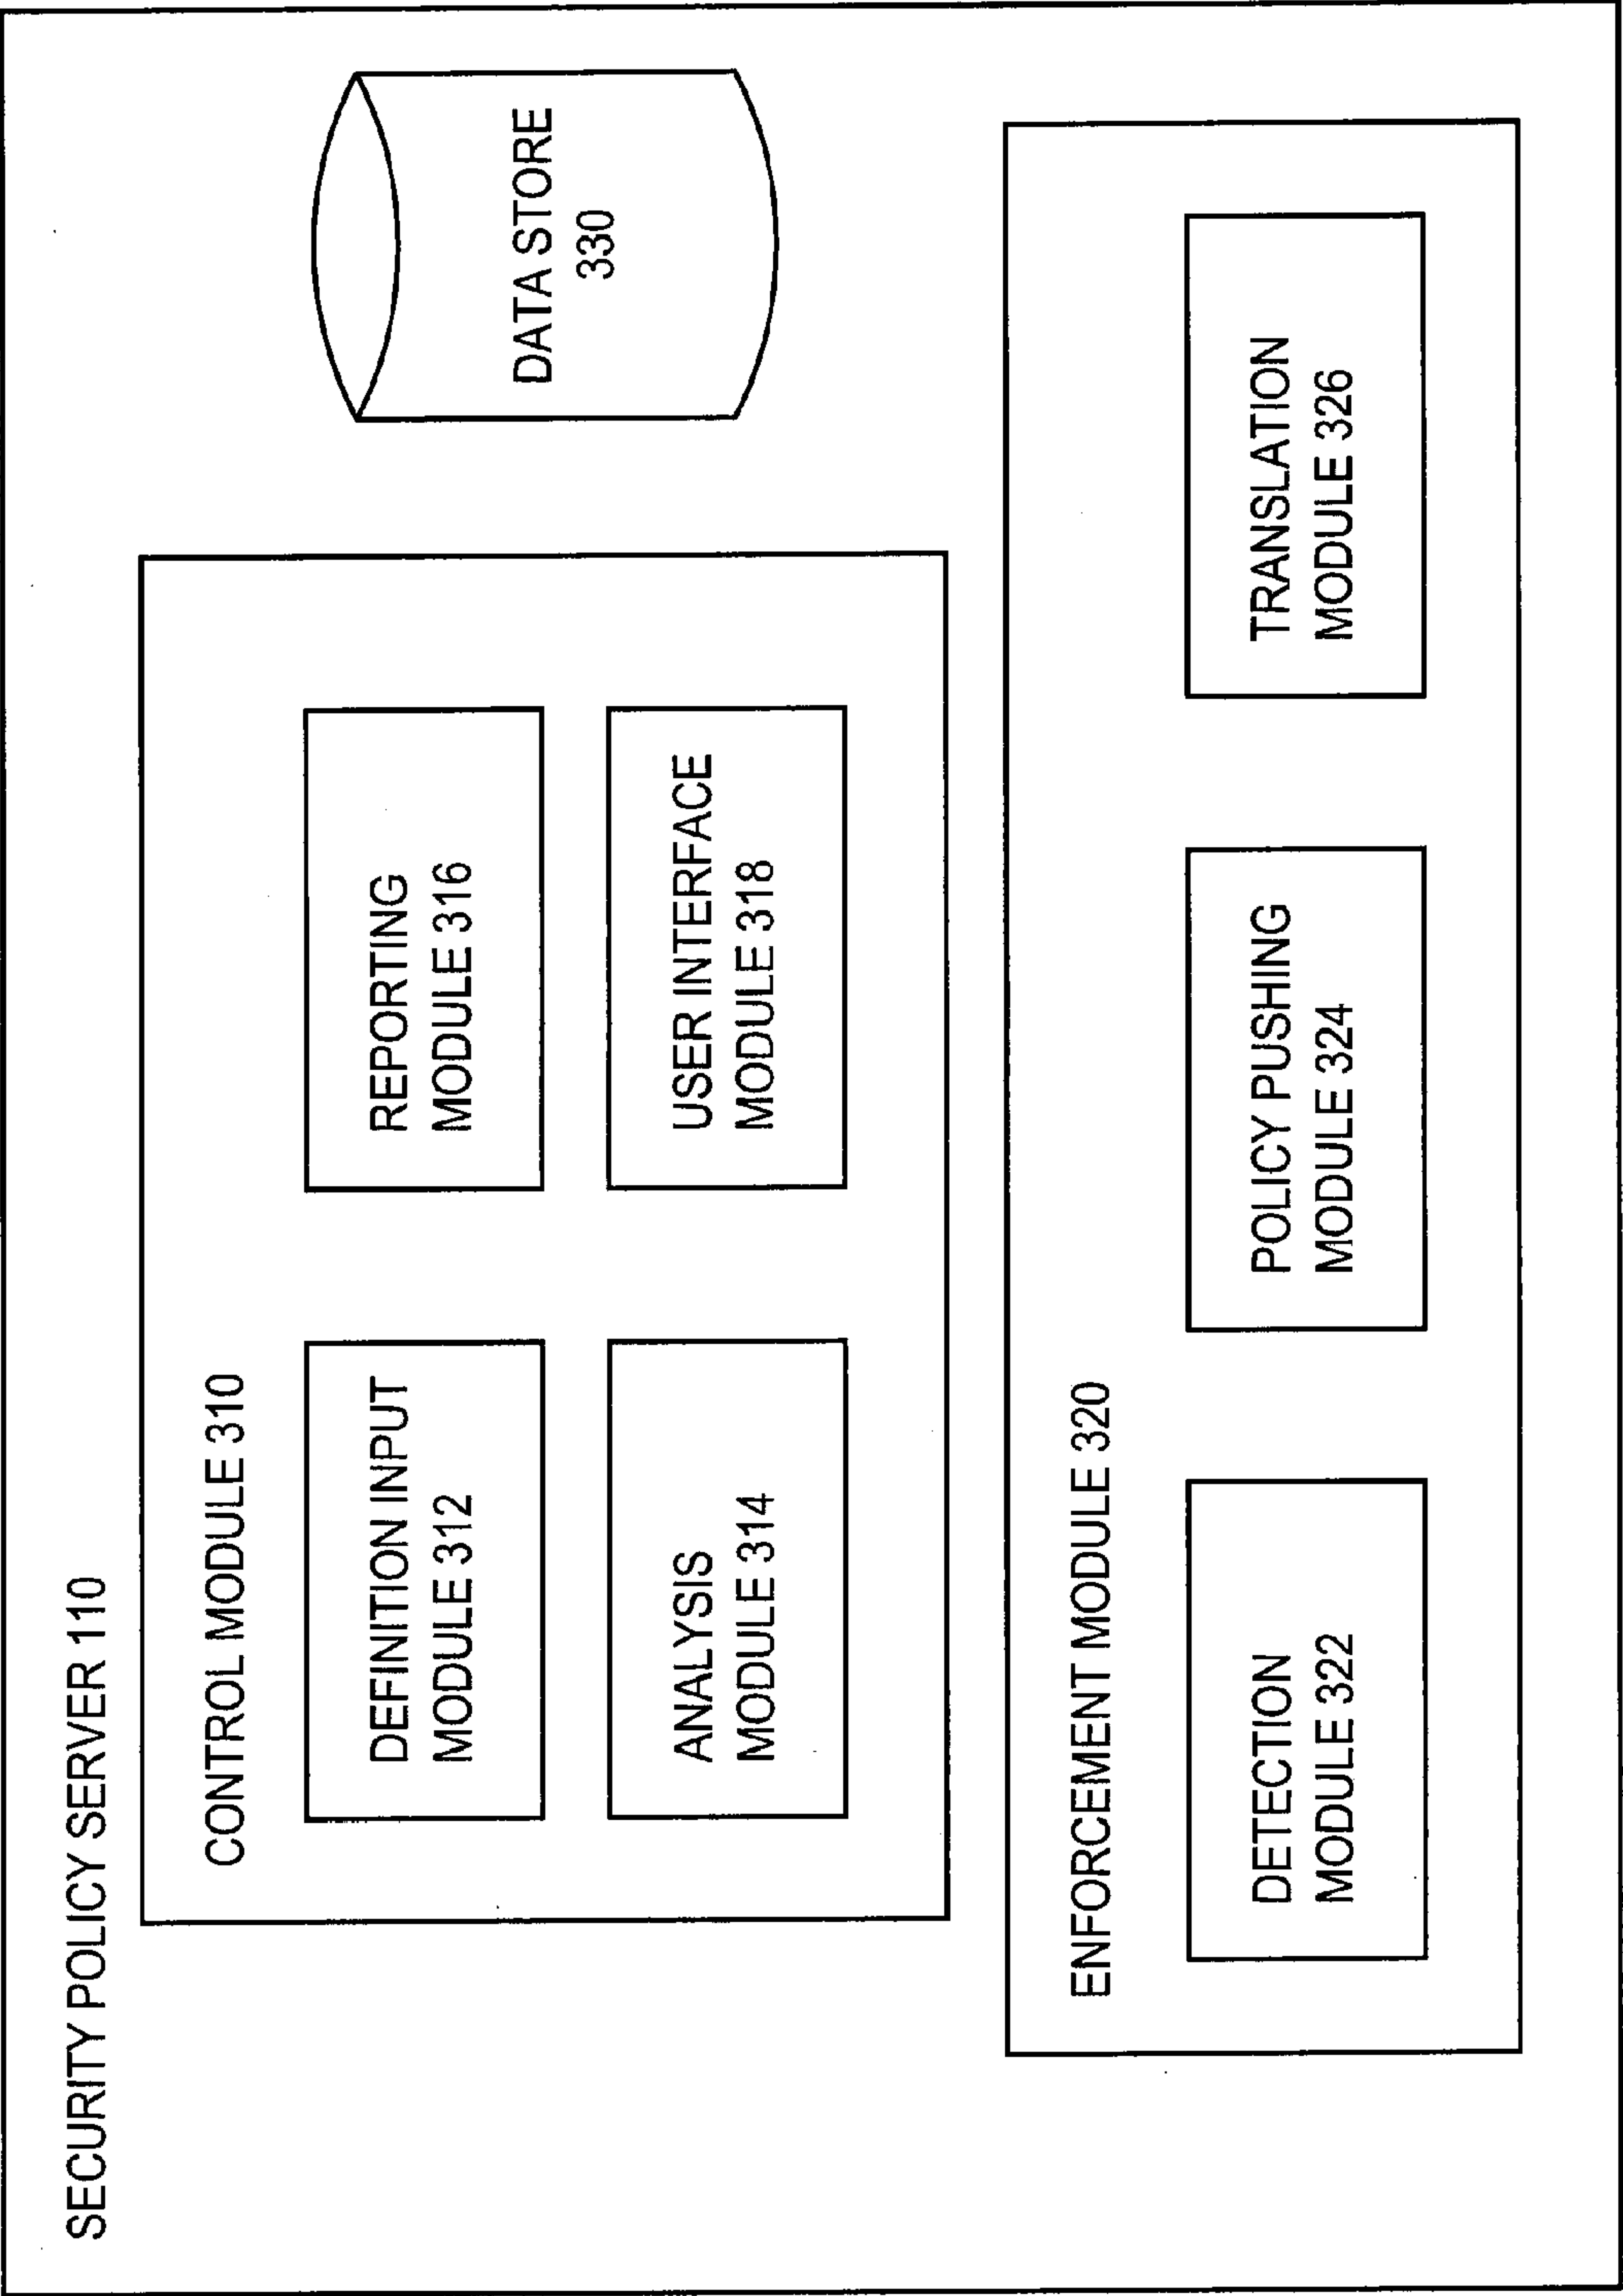 SECURITY POLICY SERVER 110
CONTROL MODULE 310
DEFINITION INPUT
MODULE 312
REPORTING
MODULE 316
ANALYSIS
MODULE 314
USER INTERFACE
MODULE 318
DATA STORE
330
ENFORCEMENT MODULE 320
DETECTION
MODULE 322
POLICY PUSHING
MODULE 324
TRANSLATION
MODULE 326